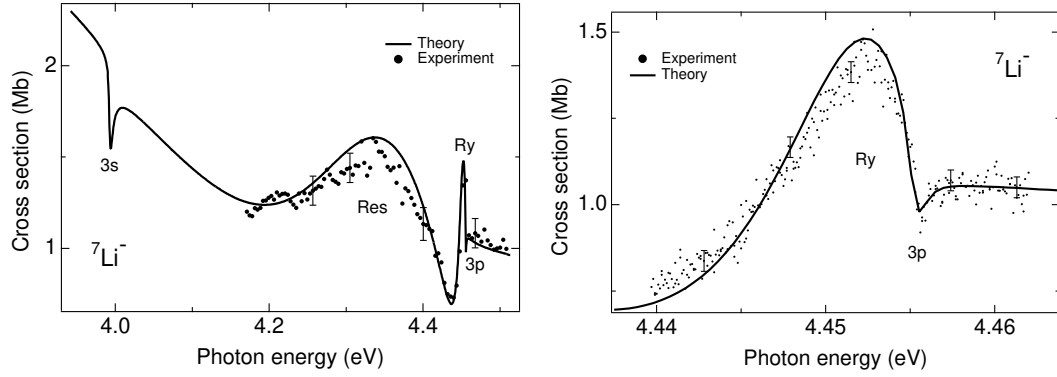 Theory
Experiment
2
Cross section (Mb)
3s
Ry
Res
1
⁷Li⁻
3p
4.0
4.2
4.4
Photon energy (eV)
1.5
Experiment
Theory
⁷Li⁻
Cross section (Mb)
Ry
1.0
3p
4.44
4.45
4.46
Photon energy (eV)